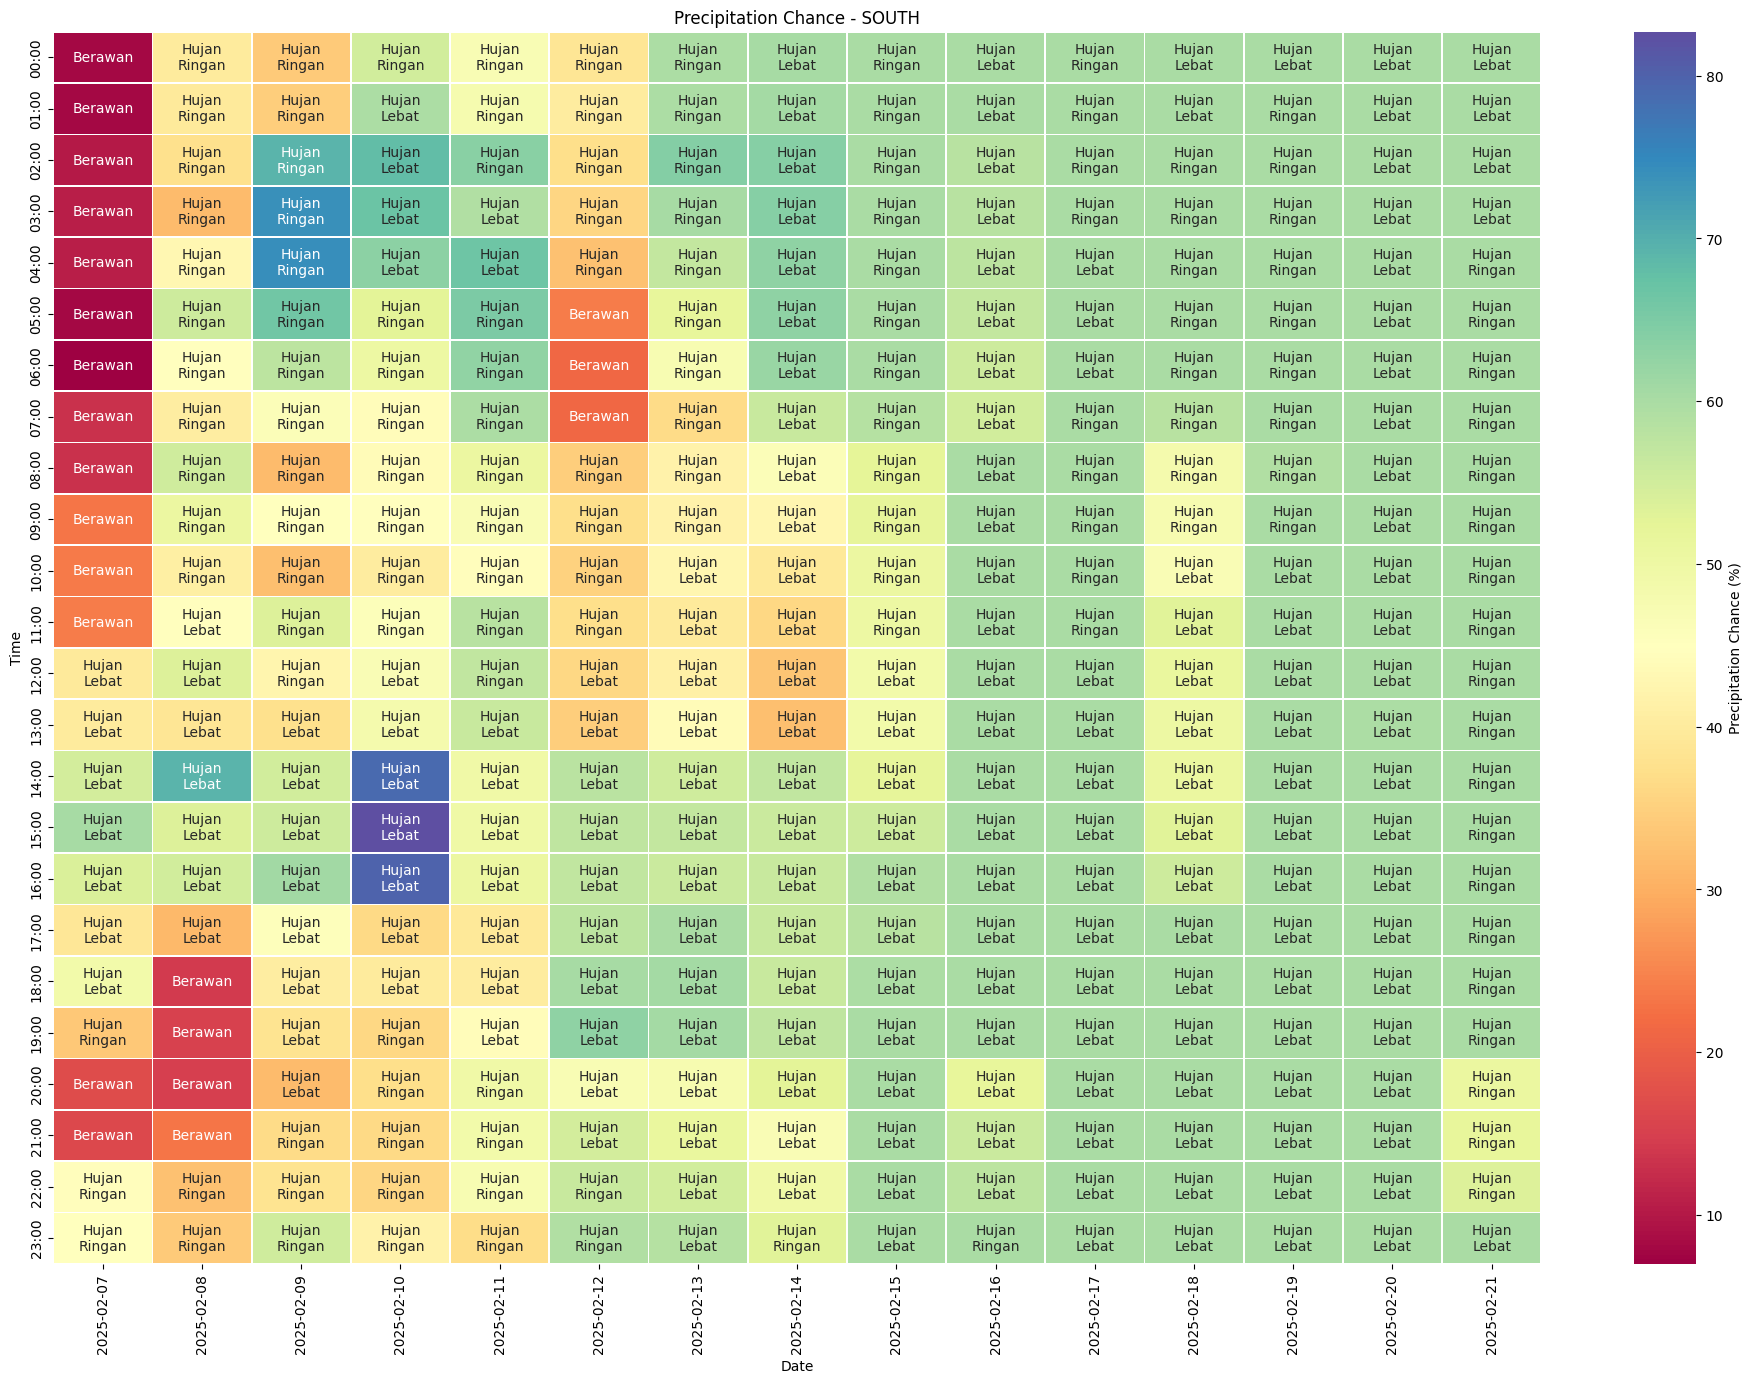 Precipitation Chance - SOUTH
00:00 Berawan Hujan Ringan Hujan Ringan Hujan Ringan Hujan Ringan Hujan Ringan Hujan Ringan Hujan Lebat Hujan Ringan Hujan Lebat Hujan Ringan Hujan Lebat Hujan Lebat Hujan Lebat Hujan Lebat
01:00 Berawan Hujan Ringan Hujan Ringan Hujan Lebat Hujan Ringan Hujan Ringan Hujan Ringan Hujan Lebat Hujan Ringan Hujan Lebat Hujan Ringan Hujan Lebat Hujan Ringan Hujan Lebat Hujan Lebat
02:00 Berawan Hujan Ringan Hujan Ringan Hujan Lebat Hujan Ringan Hujan Ringan Hujan Ringan Hujan Lebat Hujan Ringan Hujan Lebat Hujan Ringan Hujan Ringan Hujan Ringan Hujan Lebat Hujan Lebat
03:00 Berawan Hujan Ringan Hujan Ringan Hujan Lebat Hujan Lebat Hujan Ringan Hujan Ringan Hujan Lebat Hujan Ringan Hujan Lebat Hujan Ringan Hujan Ringan Hujan Ringan Hujan Lebat Hujan Lebat
04:00 Berawan Hujan Ringan Hujan Ringan Hujan Lebat Hujan Lebat Hujan Ringan Hujan Ringan Hujan Lebat Hujan Ringan Hujan Lebat Hujan Lebat Hujan Ringan Hujan Ringan Hujan Lebat Hujan Ringan
05:00 Berawan Hujan Ringan Hujan Ringan Hujan Ringan Hujan Ringan Berawan Hujan Ringan Hujan Lebat Hujan Ringan Hujan Lebat Hujan Lebat Hujan Ringan Hujan Ringan Hujan Lebat Hujan Ringan
06:00 Berawan Hujan Ringan Hujan Ringan Hujan Ringan Hujan Ringan Berawan Hujan Ringan Hujan Lebat Hujan Ringan Hujan Lebat Hujan Lebat Hujan Ringan Hujan Ringan Hujan Lebat Hujan Ringan
07:00 Berawan Hujan Ringan Hujan Ringan Hujan Ringan Hujan Ringan Berawan Hujan Ringan Hujan Lebat Hujan Ringan Hujan Lebat Hujan Ringan Hujan Ringan Hujan Ringan Hujan Lebat Hujan Ringan
08:00 Berawan Hujan Ringan Hujan Ringan Hujan Ringan Hujan Ringan Hujan Ringan Hujan Ringan Hujan Lebat Hujan Ringan Hujan Lebat Hujan Ringan Hujan Ringan Hujan Ringan Hujan Lebat Hujan Ringan
09:00 Berawan Hujan Ringan Hujan Ringan Hujan Ringan Hujan Ringan Hujan Ringan Hujan Ringan Hujan Lebat Hujan Ringan Hujan Lebat Hujan Ringan Hujan Ringan Hujan Ringan Hujan Lebat Hujan Ringan
10:00 Berawan Hujan Ringan Hujan Ringan Hujan Ringan Hujan Ringan Hujan Ringan Hujan Lebat Hujan Lebat Hujan Ringan Hujan Lebat Hujan Ringan Hujan Lebat Hujan Lebat Hujan Lebat Hujan Ringan
11:00 Berawan Hujan Lebat Hujan Ringan Hujan Ringan Hujan Ringan Hujan Ringan Hujan Lebat Hujan Lebat Hujan Ringan Hujan Lebat Hujan Ringan Hujan Lebat Hujan Lebat Hujan Lebat Hujan Ringan
12:00 Hujan Lebat Hujan Lebat Hujan Ringan Hujan Lebat Hujan Ringan Hujan Lebat Hujan Lebat Hujan Lebat Hujan Lebat Hujan Lebat Hujan Lebat Hujan Lebat Hujan Lebat Hujan Lebat Hujan Ringan
13:00 Hujan Lebat Hujan Lebat Hujan Lebat Hujan Lebat Hujan Lebat Hujan Lebat Hujan Lebat Hujan Lebat Hujan Lebat Hujan Lebat Hujan Lebat Hujan Lebat Hujan Lebat Hujan Lebat Hujan Ringan
14:00 Hujan Lebat Hujan Lebat Hujan Lebat Hujan Lebat Hujan Lebat Hujan Lebat Hujan Lebat Hujan Lebat Hujan Lebat Hujan Lebat Hujan Lebat Hujan Lebat Hujan Lebat Hujan Lebat Hujan Ringan
15:00 Hujan Lebat Hujan Lebat Hujan Lebat Hujan Lebat Hujan Lebat Hujan Lebat Hujan Lebat Hujan Lebat Hujan Lebat Hujan Lebat Hujan Lebat Hujan Lebat Hujan Lebat Hujan Lebat Hujan Ringan
16:00 Hujan Lebat Hujan Lebat Hujan Lebat Hujan Lebat Hujan Lebat Hujan Lebat Hujan Lebat Hujan Lebat Hujan Lebat Hujan Lebat Hujan Lebat Hujan Lebat Hujan Lebat Hujan Lebat Hujan Ringan
17:00 Hujan Lebat Hujan Lebat Hujan Lebat Hujan Lebat Hujan Lebat Hujan Lebat Hujan Lebat Hujan Lebat Hujan Lebat Hujan Lebat Hujan Lebat Hujan Lebat Hujan Lebat Hujan Lebat Hujan Ringan
18:00 Hujan Lebat Berawan Hujan Lebat Hujan Lebat Hujan Lebat Hujan Lebat Hujan Lebat Hujan Lebat Hujan Lebat Hujan Lebat Hujan Lebat Hujan Lebat Hujan Lebat Hujan Lebat Hujan Ringan
19:00 Hujan Ringan Berawan Hujan Lebat Hujan Ringan Hujan Lebat Hujan Lebat Hujan Lebat Hujan Lebat Hujan Lebat Hujan Lebat Hujan Lebat Hujan Lebat Hujan Lebat Hujan Lebat Hujan Ringan
20:00 Berawan Berawan Hujan Lebat Hujan Ringan Hujan Ringan Hujan Lebat Hujan Lebat Hujan Lebat Hujan Lebat Hujan Lebat Hujan Lebat Hujan Lebat Hujan Lebat Hujan Lebat Hujan Ringan
21:00 Berawan Berawan Hujan Ringan Hujan Ringan Hujan Ringan Hujan Lebat Hujan Lebat Hujan Lebat Hujan Lebat Hujan Lebat Hujan Lebat Hujan Lebat Hujan Lebat Hujan Lebat Hujan Ringan
22:00 Hujan Ringan Hujan Ringan Hujan Ringan Hujan Ringan Hujan Ringan Hujan Ringan Hujan Lebat Hujan Lebat Hujan Lebat Hujan Lebat Hujan Lebat Hujan Lebat Hujan Lebat Hujan Lebat Hujan Ringan
23:00 Hujan Ringan Hujan Ringan Hujan Ringan Hujan Ringan Hujan Ringan Hujan Ringan Hujan Lebat Hujan Ringan Hujan Lebat Hujan Ringan Hujan Lebat Hujan Lebat Hujan Lebat Hujan Lebat Hujan Lebat
Time
2025-02-07 2025-02-08 2025-02-09 2025-02-10 2025-02-11 2025-02-12 2025-02-13 2025-02-14 2025-02-15 2025-02-16 2025-02-17 2025-02-18 2025-02-19 2025-02-20 2025-02-21
Date
80
70
60
50
40
30
20
10
Precipitation Chance (%)